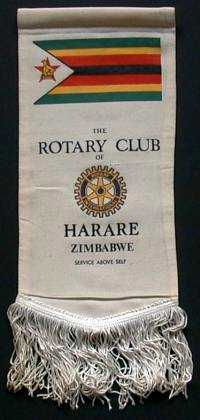 THE
ROTARY CLUB
OF
HARARE
ZIMBABWE
SERVICE ABOVE SELF